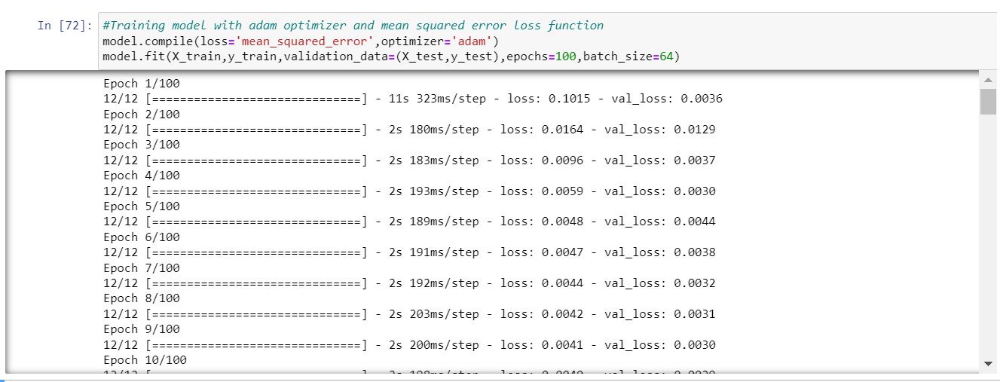 In [72]: #Training model with adam optimizer and mean squared error loss function
model.compile(loss='mean_squared_error',optimizer='adam')
model.fit(X_train,y_train,validation_data=(X_test,y_test),epochs=100,batch_size=64)
Epoch 1/100
12/12 [==============================] - 11s 323ms/step - loss: 0.1015 - val_loss: 0.0036
Epoch 2/100
12/12 [==============================] - 2s 180ms/step - loss: 0.0164 - val_loss: 0.0129
Epoch 3/100
12/12 [==============================] - 2s 183ms/step - loss: 0.0096 - val_loss: 0.0037
Epoch 4/100
12/12 [==============================] - 2s 193ms/step - loss: 0.0059 - val_loss: 0.0030
Epoch 5/100
12/12 [==============================] - 2s 189ms/step - loss: 0.0048 - val_loss: 0.0044
Epoch 6/100
12/12 [==============================] - 2s 191ms/step - loss: 0.0047 - val_loss: 0.0038
Epoch 7/100
12/12 [==============================] - 2s 192ms/step - loss: 0.0044 - val_loss: 0.0032
Epoch 8/100
12/12 [==============================] - 2s 203ms/step - loss: 0.0042 - val_loss: 0.0031
Epoch 9/100
12/12 [==============================] - 2s 200ms/step - loss: 0.0041 - val_loss: 0.0030
Epoch 10/100